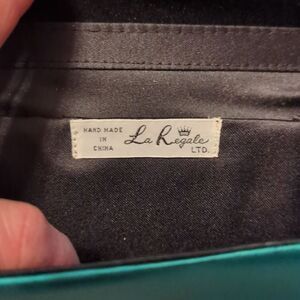 HAND MADE
IN
CHINA
La Regale
LTD.